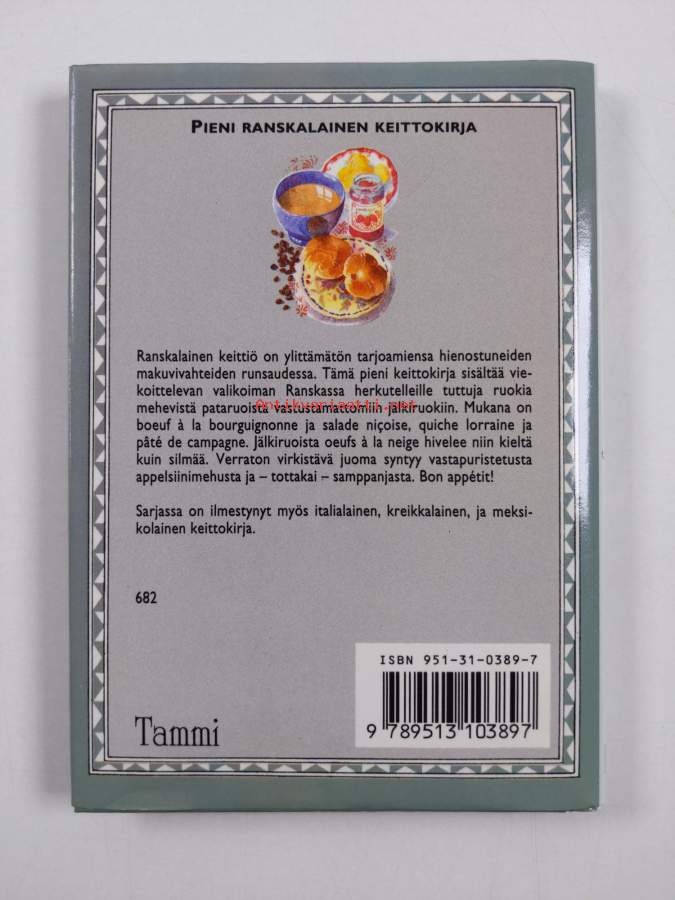 PIENI RANSKALAINEN KEITTOKIRJA
Ranskalainen keittiö on ylittämätön tarjoamiensa hienostuneiden
makuvivahteiden runsaudessa. Tämä pieni keittokirja sisältää vie-
koittelevan valikoiman Ranskassa herkutelleille tuttuja ruokia
mehevistä pataruoista vastustamattomiin jälkiruokiin. Mukana on
Antikvariaatti.net
boeuf à la bourguignonne ja salade niçoise, quiche lorraine ja
pâté de campagne. Jälkiruoista oeufs à la neige hivelee niin kieltä
kuin silmää. Verraton virkistävä juoma syntyy vastapuristetusta
appelsiinimehusta ja – tottakai – samppanjasta. Bon appétit!
Sarjassa on ilmestynyt myös italialainen, kreikkalainen, ja meksi-
kolainen keittokirja.
682
ISBN 951-31-0389-7
9 789513 103897
Tammi